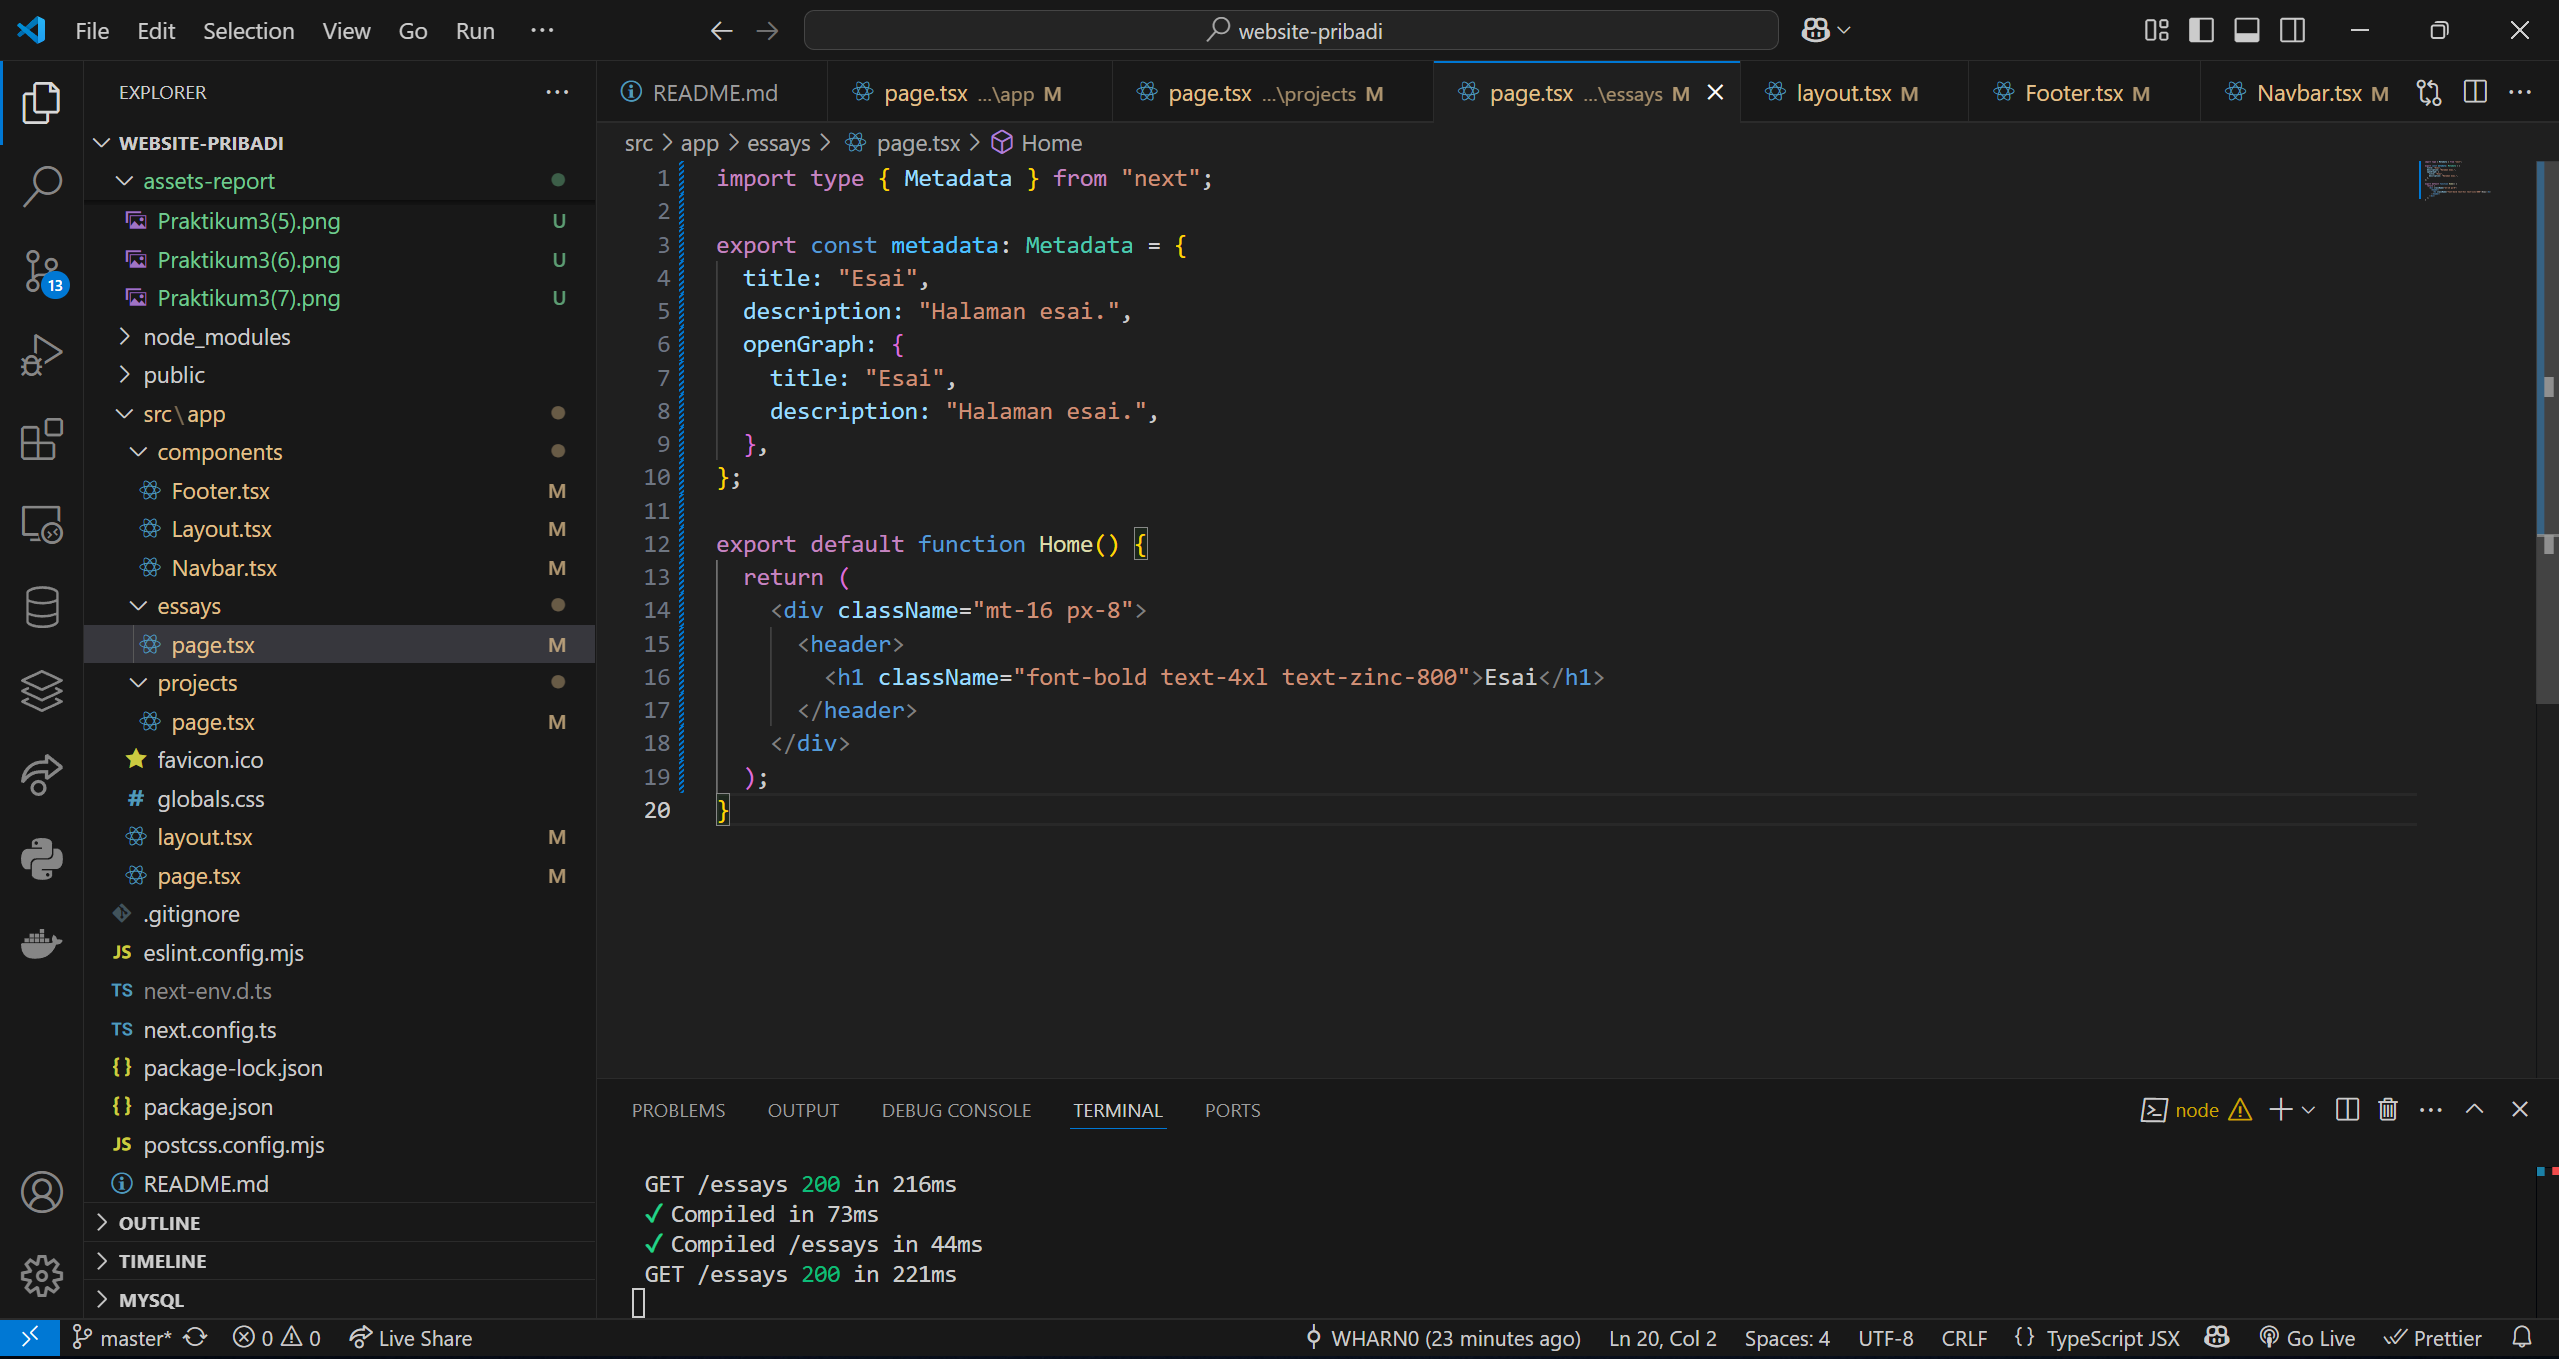 File Edit Selection View Go Run ··· website-pribadi
EXPLORER ···
WEBSITE-PRIBADI
assets-report
Praktikum3(5).png U
Praktikum3(6).png U
Praktikum3(7).png U
node_modules
public
src\app
components
Footer.tsx M
Layout.tsx M
Navbar.tsx M
essays
page.tsx M
projects
page.tsx M
favicon.ico
globals.css
layout.tsx M
page.tsx M
.gitignore
JS eslint.config.mjs
TS next-env.d.ts
TS next.config.ts
{} package-lock.json
{} package.json
JS postcss.config.mjs
README.md
OUTLINE
TIMELINE
MYSQL
13
README.md page.tsx ...\app M page.tsx ...\projects M page.tsx ...\essays M layout.tsx M Footer.tsx M Navbar.tsx M
src > app > essays > page.tsx > Home
1 import type { Metadata } from "next";
2
3 export const metadata: Metadata = {
4 title: "Esai",
5 description: "Halaman esai.",
6 openGraph: {
7 title: "Esai",
8 description: "Halaman esai.",
9 },
10 };
11
12 export default function Home() {
13 return (
14 <div className="mt-16 px-8">
15 <header>
16 <h1 className="font-bold text-4xl text-zinc-800">Esai</h1>
17 </header>
18 </div>
19 );
20 }
PROBLEMS OUTPUT DEBUG CONSOLE TERMINAL PORTS node
GET /essays 200 in 216ms
✓ Compiled in 73ms
✓ Compiled /essays in 44ms
GET /essays 200 in 221ms
master* 0 0 Live Share WHARN0 (23 minutes ago) Ln 20, Col 2 Spaces: 4 UTF-8 CRLF {} TypeScript JSX Go Live Prettier